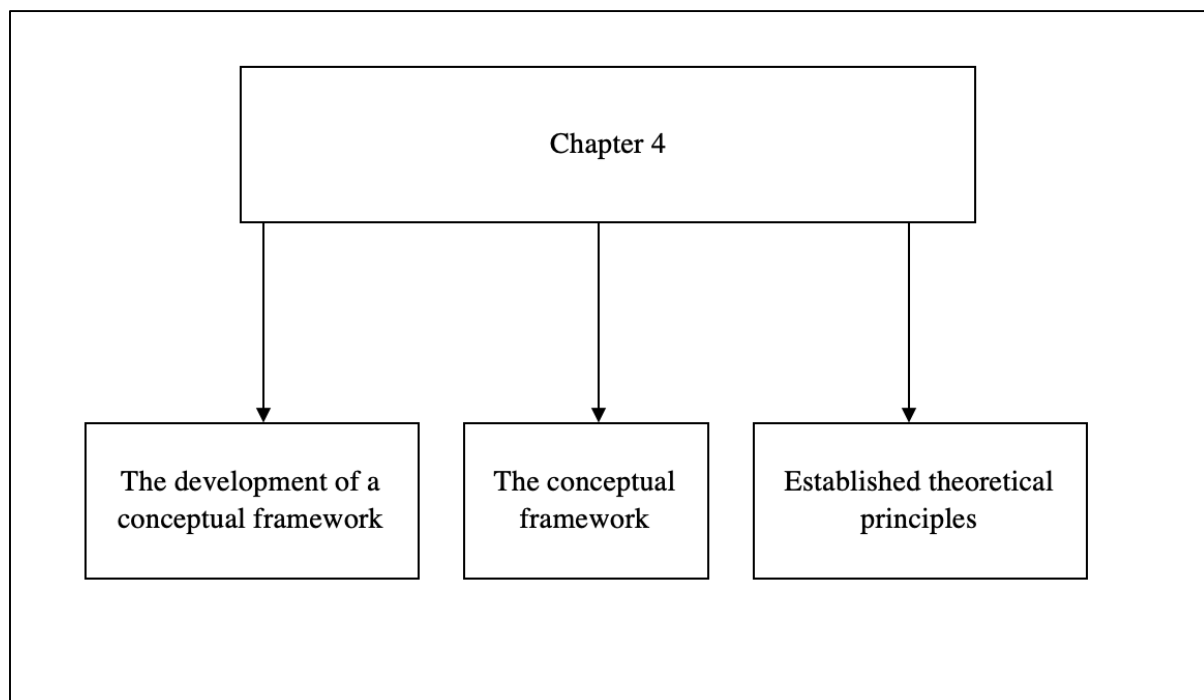 Chapter 4
The development of a
conceptual framework
The conceptual
framework
Established theoretical
principles